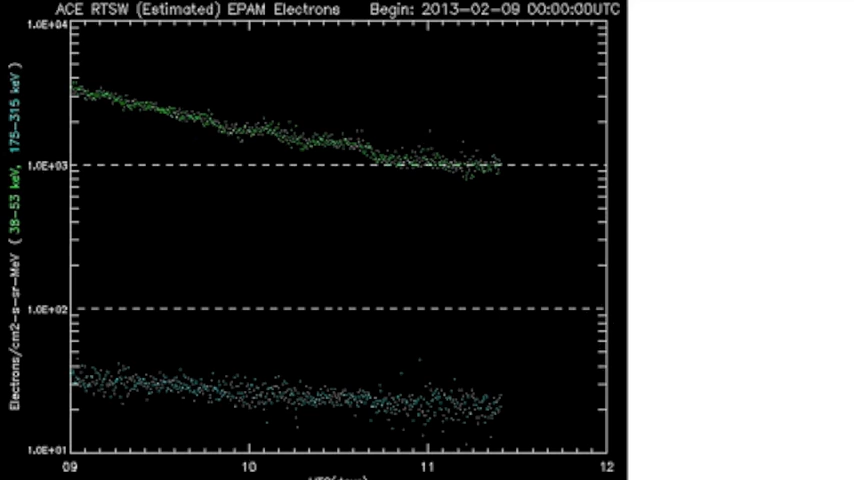 ACE RTSW (Estimated) EPAM Electrons Begin: 2013-02-09 00:00:00UTC
1.0E+04
1.0E+03
1.0E+02
1.0E+01
Electrons/cm2-s-sr-MeV ( 38-53 keV, 175-315 keV )
09 10 11 12